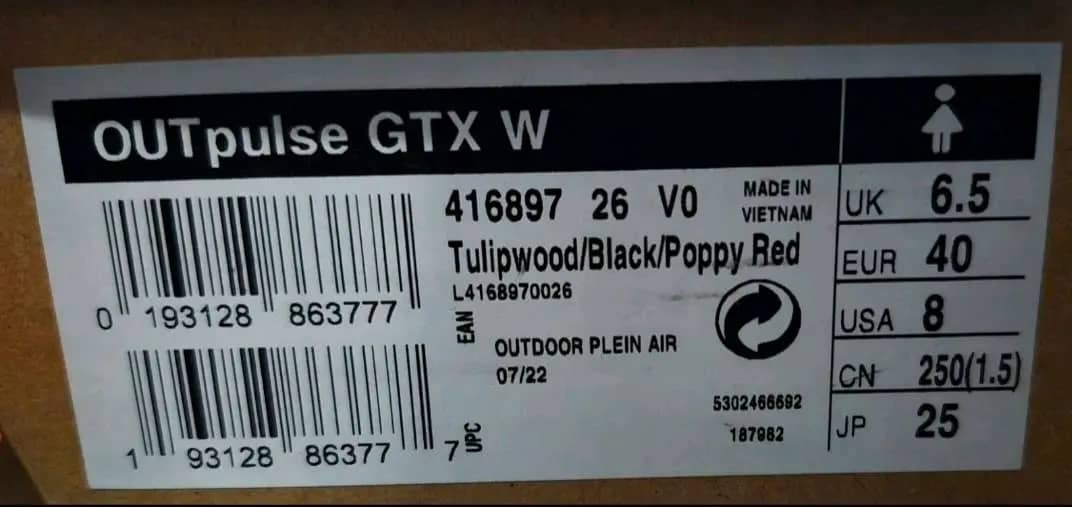 OUTpulse GTX W
416897 26 V0
MADE IN
VIETNAM
Tulipwood/Black/Poppy Red
L4168970026
0 193128 863777
EAN
OUTDOOR PLEIN AIR
07/22
1 93128 86377 7
UPC
5302466692
187962
UK 6.5
EUR 40
USA 8
CN 250(1.5)
JP 25